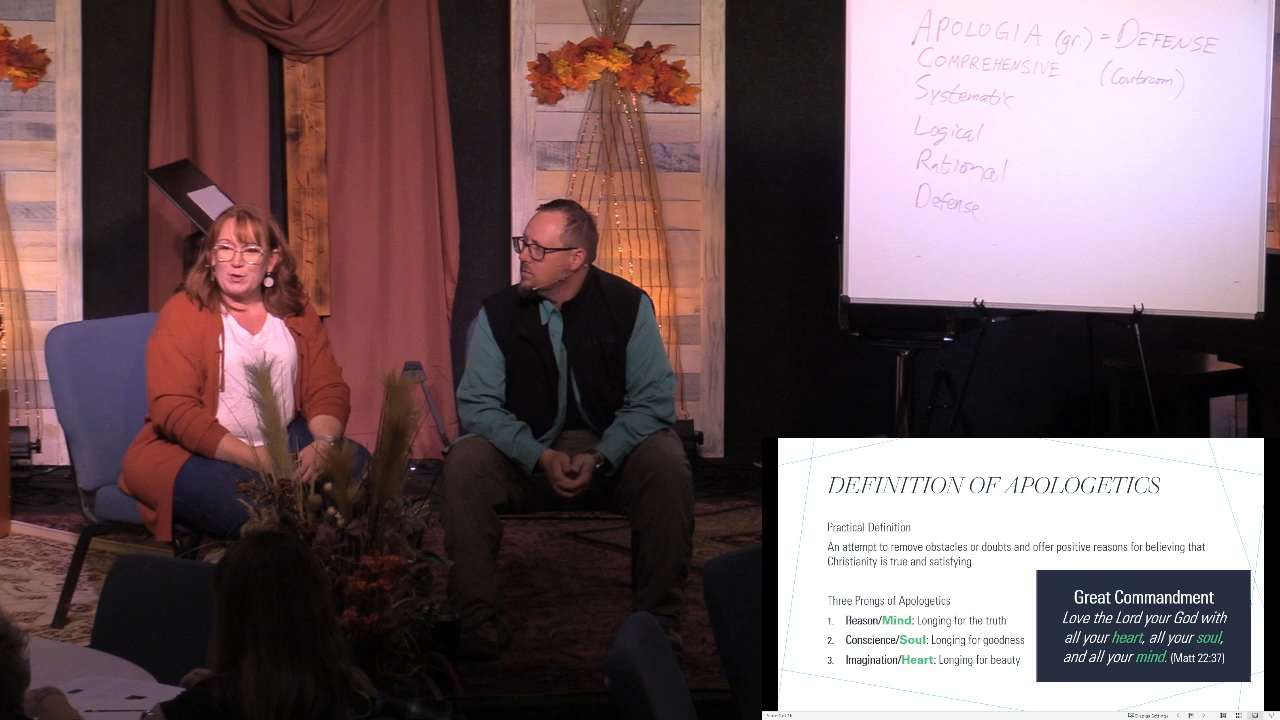 APOLOGIA (gr.) = DEFENSE
COMPREHENSIVE (Courtroom)
Systematic
Logical
Rational
Defense
DEFINITION OF APOLOGETICS
Practical Definition
An attempt to remove obstacles or doubts and offer positive reasons for believing that
Christianity is true and satisfying
Three Prongs of Apologetics
1. Reason/Mind: Longing for the truth
2. Conscience/Soul: Longing for goodness
3. Imagination/Heart: Longing for beauty
Great Commandment
Love the Lord your God with
all your heart, all your soul,
and all your mind. (Matt 22:37)
Display Settings